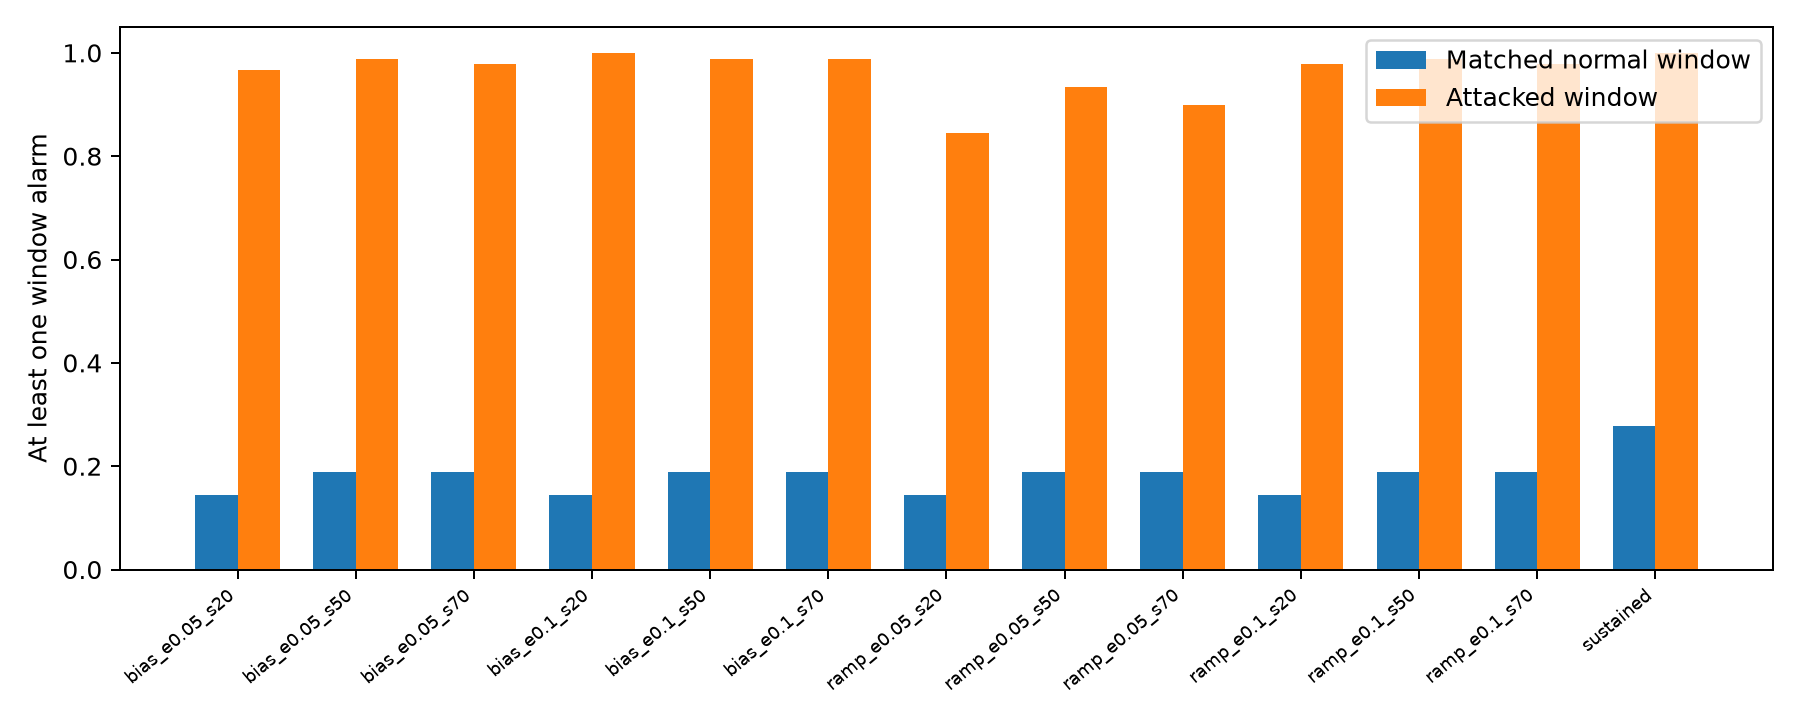 At least one window alarm
1.0
0.8
0.6
0.4
0.2
0.0
Matched normal window
Attacked window
bias_e0.05_s20
bias_e0.05_s50
bias_e0.05_s70
bias_e0.1_s20
bias_e0.1_s50
bias_e0.1_s70
ramp_e0.05_s20
ramp_e0.05_s50
ramp_e0.05_s70
ramp_e0.1_s20
ramp_e0.1_s50
ramp_e0.1_s70
sustained